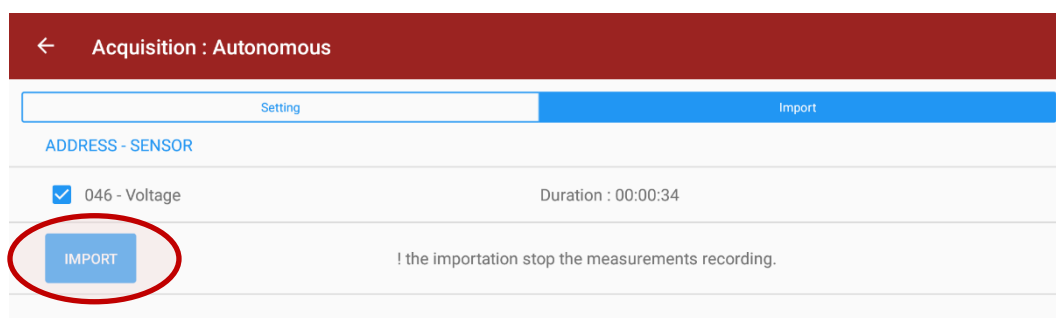 Acquisition : Autonomous
Setting
Import
ADDRESS - SENSOR
046 - Voltage
Duration : 00:00:34
IMPORT
! the importation stop the measurements recording.